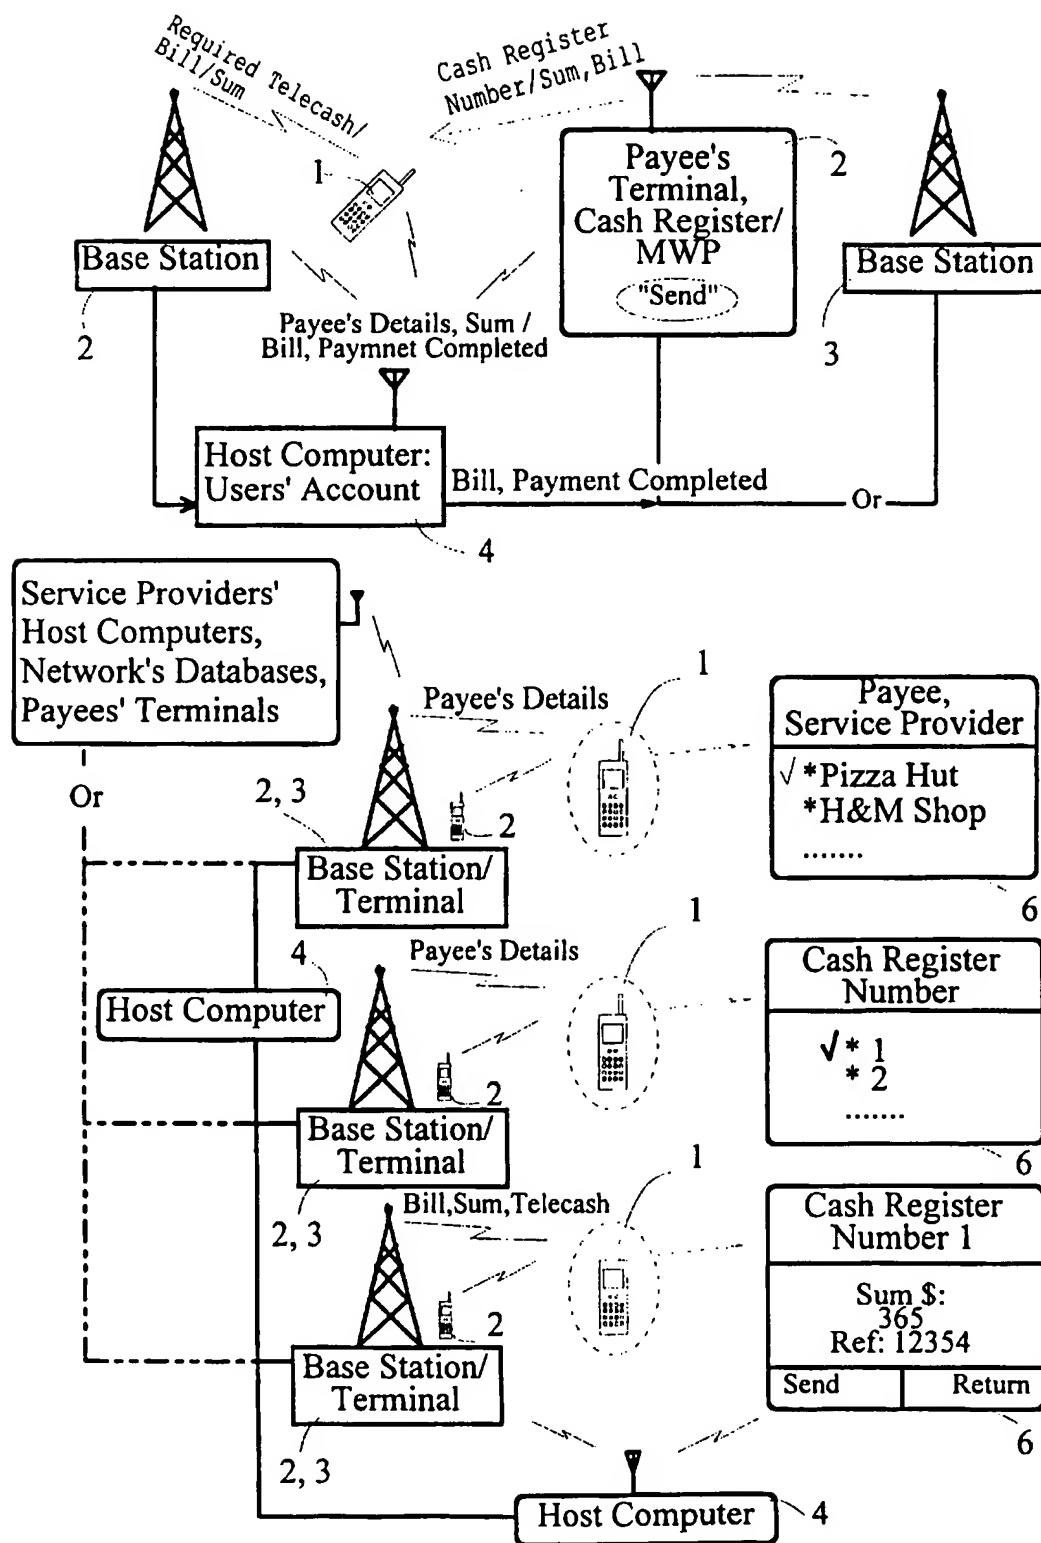 Required Telecash/
Bill/Sum
Cash Register
Number/Sum,Bill
1
Payee's
Terminal,
Cash Register/
MWP
"Send"
2
Base Station
2
Base Station
3
Payee's Details, Sum /
Bill, Paymnet Completed
Host Computer:
Users' Account
Bill, Payment Completed
Or
4
Service Providers'
Host Computers,
Network's Databases,
Payees' Terminals
Or
Payee's Details
1
Payee,
Service Provider
√ *Pizza Hut
*H&M Shop
.......
6
2, 3
2
Base Station/
Terminal
4
Host Computer
Payee's Details
1
Cash Register
Number
√ * 1
* 2
.......
6
2
Base Station/
Terminal
2, 3
Bill,Sum,Telecash
1
Cash Register
Number 1
Sum $:
365
Ref: 12354
Send
Return
6
2
Base Station/
Terminal
2, 3
Host Computer
4